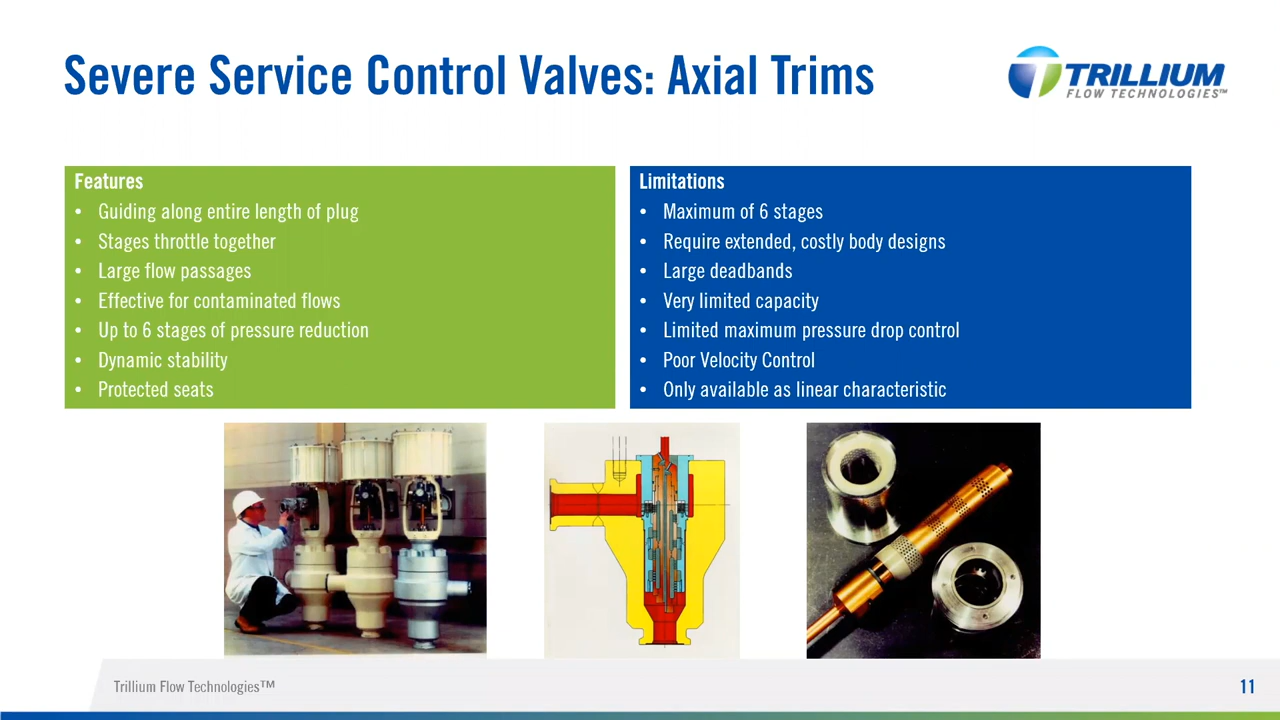 Severe Service Control Valves: Axial Trims
TRILLIUM
FLOW TECHNOLOGIES™
Features
• Guiding along entire length of plug
• Stages throttle together
• Large flow passages
• Effective for contaminated flows
• Up to 6 stages of pressure reduction
• Dynamic stability
• Protected seats
Limitations
• Maximum of 6 stages
• Require extended, costly body designs
• Large deadbands
• Very limited capacity
• Limited maximum pressure drop control
• Poor Velocity Control
• Only available as linear characteristic
Trillium Flow Technologies™
11